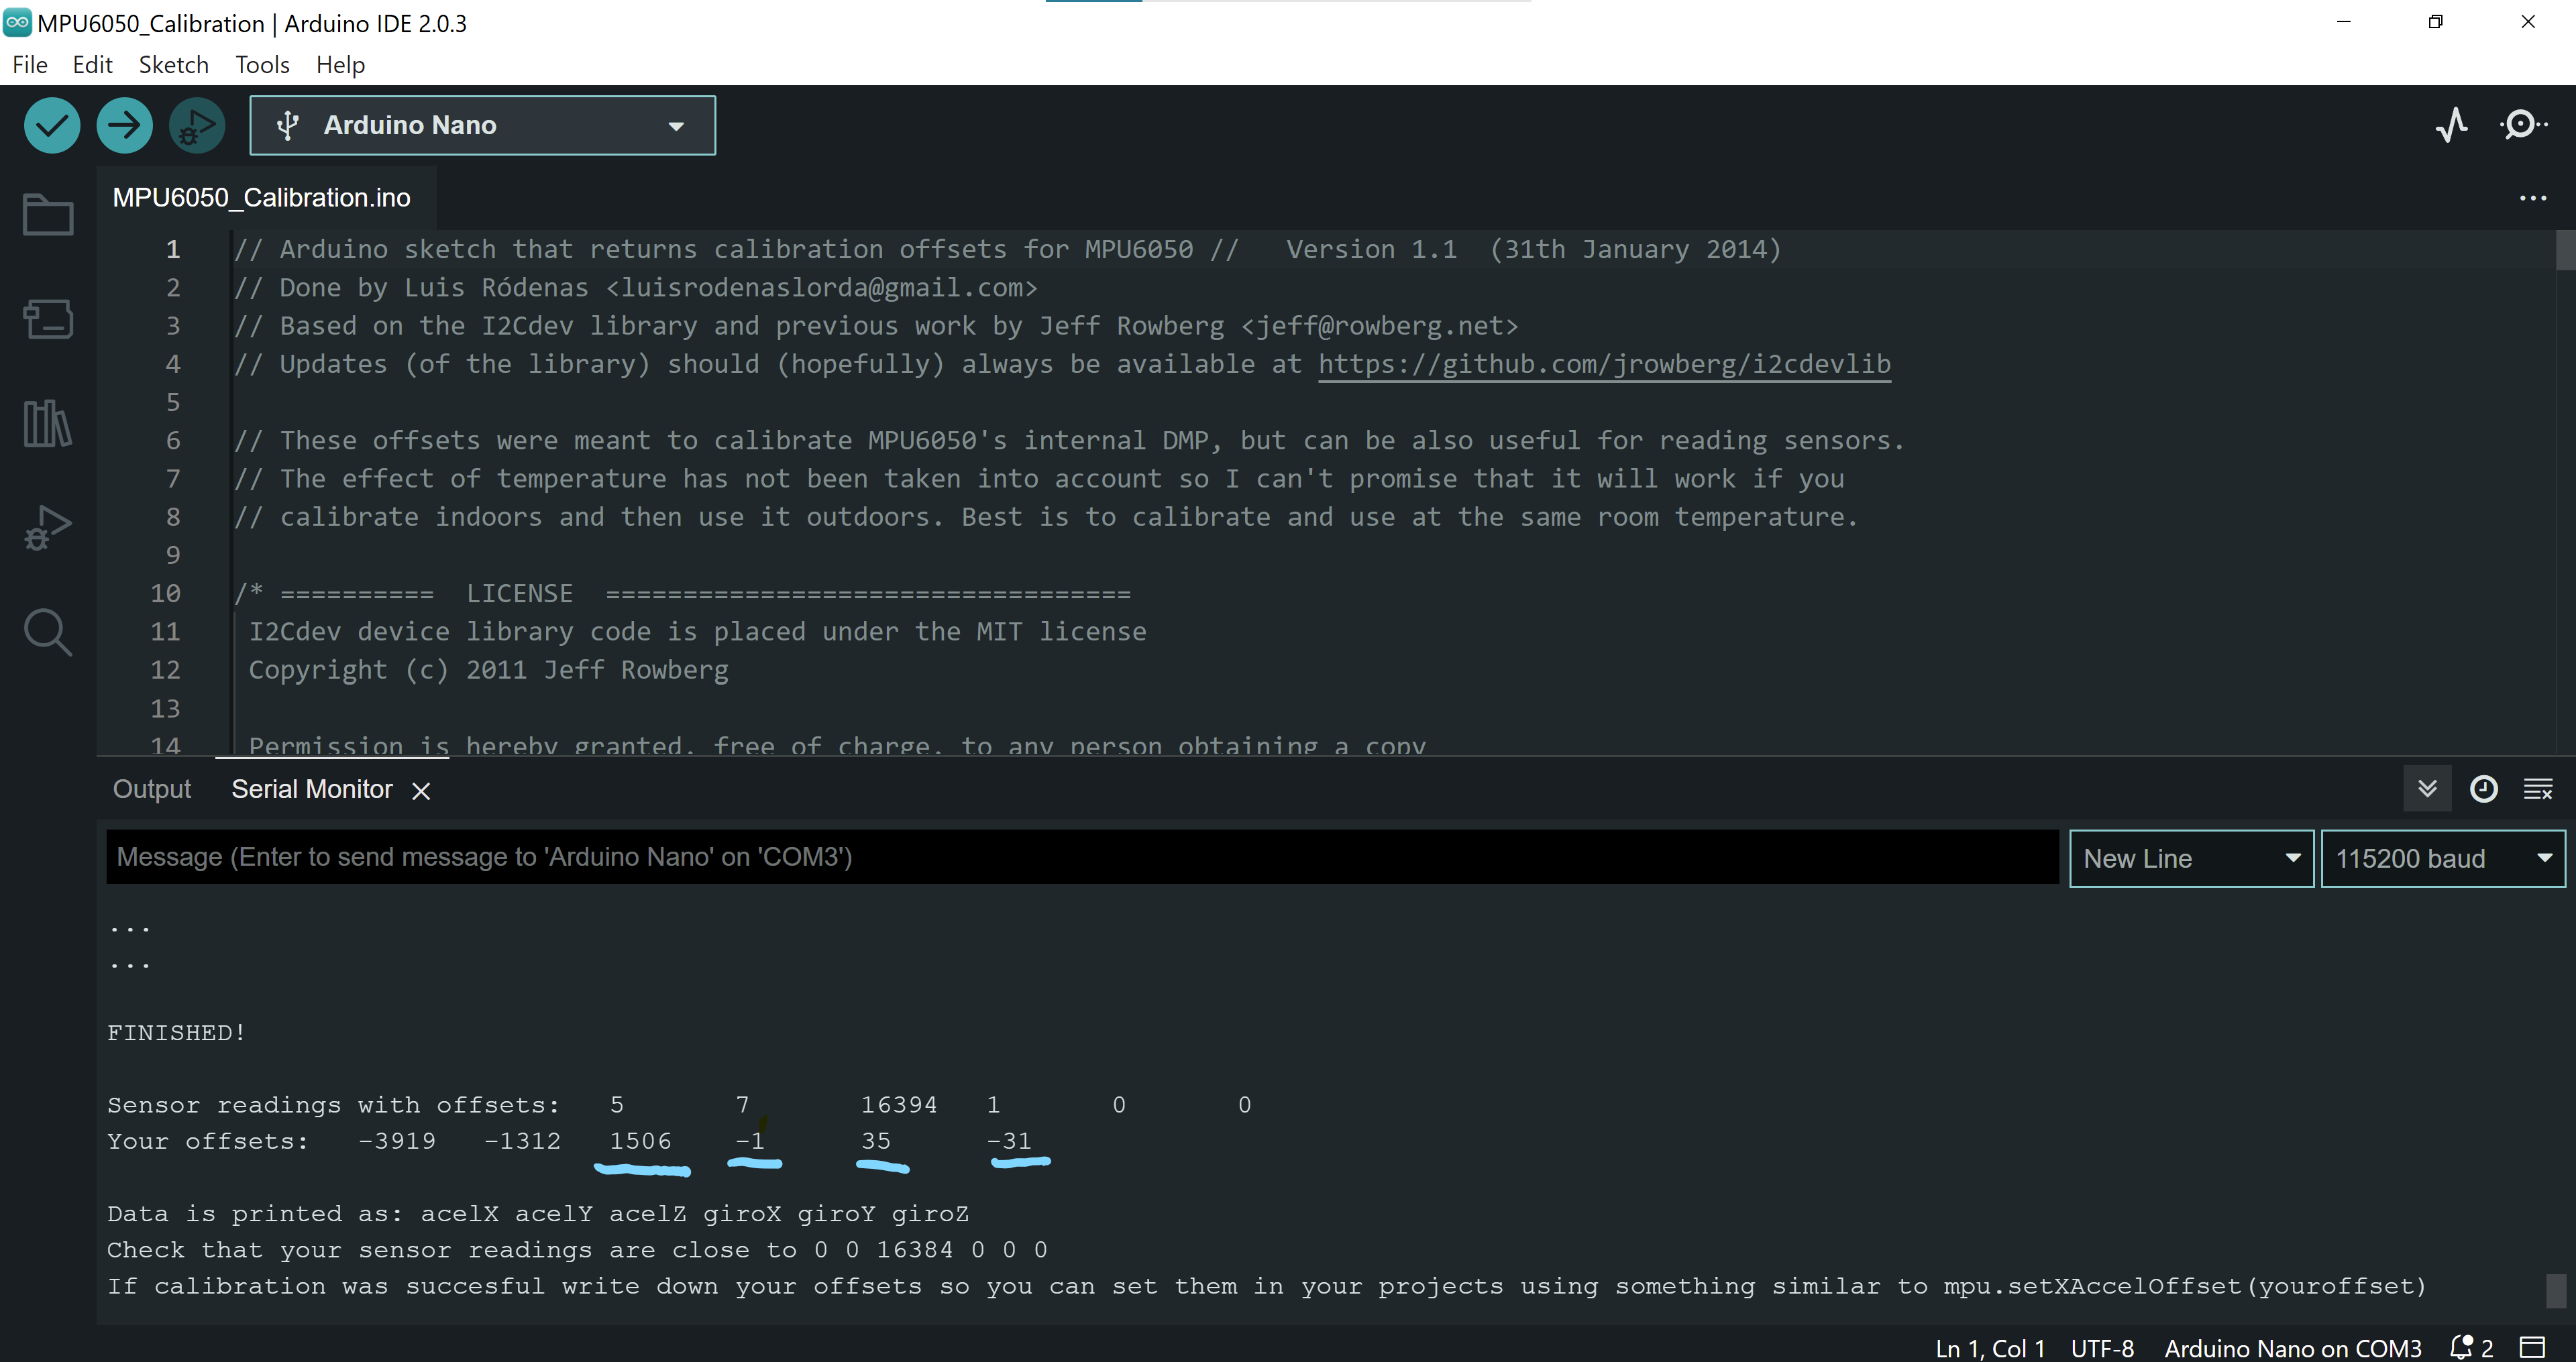 MPU6050_Calibration | Arduino IDE 2.0.3
File Edit Sketch Tools Help
Arduino Nano
MPU6050_Calibration.ino
1 // Arduino sketch that returns calibration offsets for MPU6050 //   Version 1.1  (31th January 2014)
2 // Done by Luis Ródenas <luisrodenaslorda@gmail.com>
3 // Based on the I2Cdev library and previous work by Jeff Rowberg <jeff@rowberg.net>
4 // Updates (of the library) should (hopefully) always be available at https://github.com/jrowberg/i2cdevlib
5
6 // These offsets were meant to calibrate MPU6050's internal DMP, but can be also useful for reading sensors.
7 // The effect of temperature has not been taken into account so I can't promise that it will work if you
8 // calibrate indoors and then use it outdoors. Best is to calibrate and use at the same room temperature.
9
10 /* ==========  LICENSE  ==================================
11 I2Cdev device library code is placed under the MIT license
12 Copyright (c) 2011 Jeff Rowberg
13
14 Permission is hereby granted, free of charge, to any person obtaining a copy
Output Serial Monitor
Message (Enter to send message to 'Arduino Nano' on 'COM3') New Line 115200 baud
...
...
FINISHED!
Sensor readings with offsets: 5 7 16394 1 0 0
Your offsets: -3919 -1312 1506 -1 35 -31
Data is printed as: acelX acelY acelZ giroX giroY giroZ
Check that your sensor readings are close to 0 0 16384 0 0 0
If calibration was succesful write down your offsets so you can set them in your projects using something similar to mpu.setXAccelOffset(youroffset)
Ln 1, Col 1 UTF-8 Arduino Nano on COM3 2